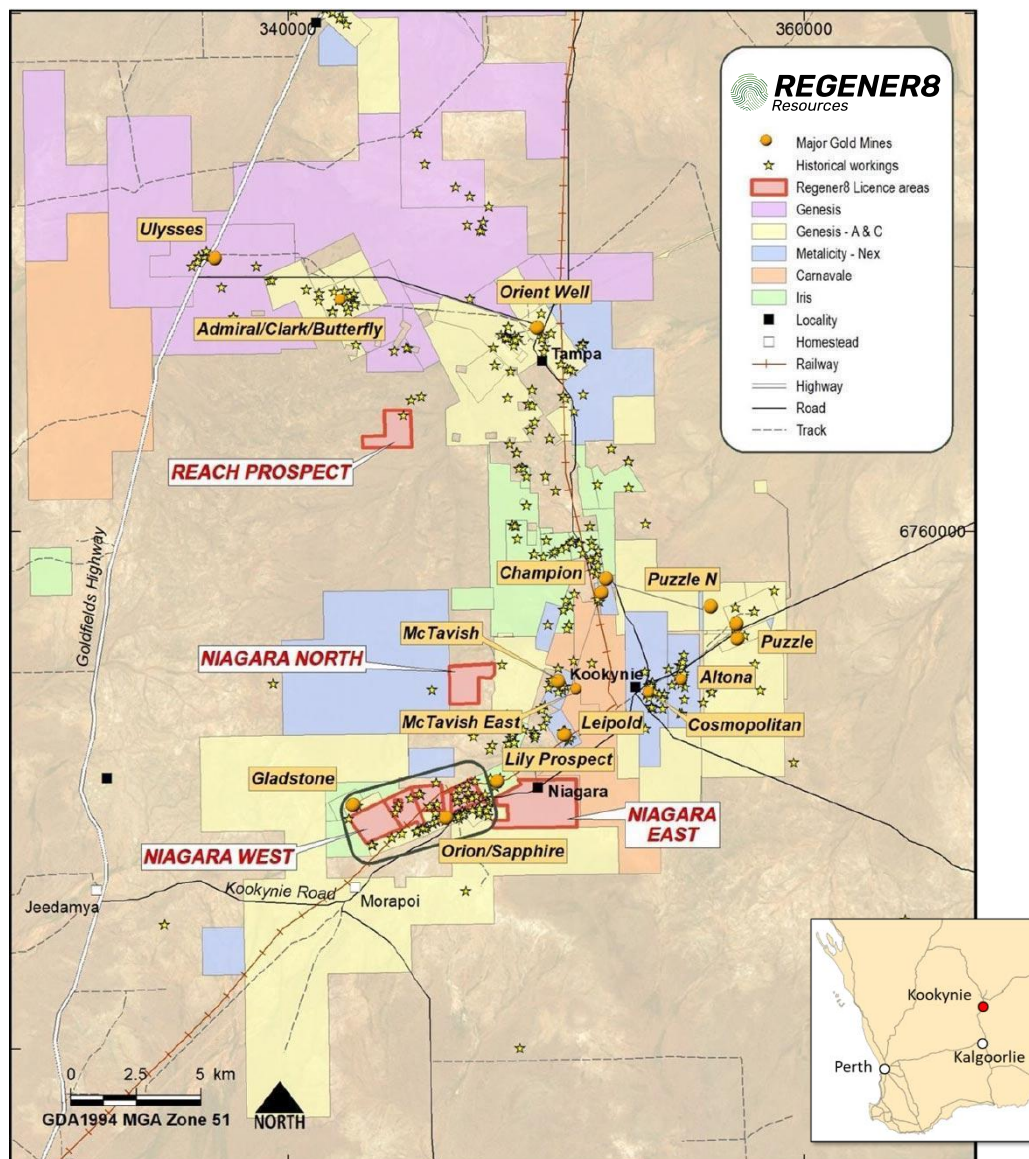 340000
360000
REGENER8
Resources
Major Gold Mines
Historical workings
Regener8 Licence areas
Genesis
Genesis - A & C
Metalicity - Nex
Carnavale
Iris
Locality
Homestead
Railway
Highway
Road
Track
Ulysses
Orient Well
Admiral/Clark/Butterfly
Tampa
REACH PROSPECT
6760000
Goldfields Highway
Champion
Puzzle N
McTavish
Puzzle
NIAGARA NORTH
Kookynie
Altona
McTavish East
Leipold
Cosmopolitan
Lily Prospect
Gladstone
Niagara
NIAGARA
EAST
NIAGARA WEST
Orion/Sapphire
Kookynie Road
Morapoi
Jeedamya
0 2.5 5 km
GDA1994 MGA Zone 51
NORTH
Kookynie
Kalgoorlie
Perth